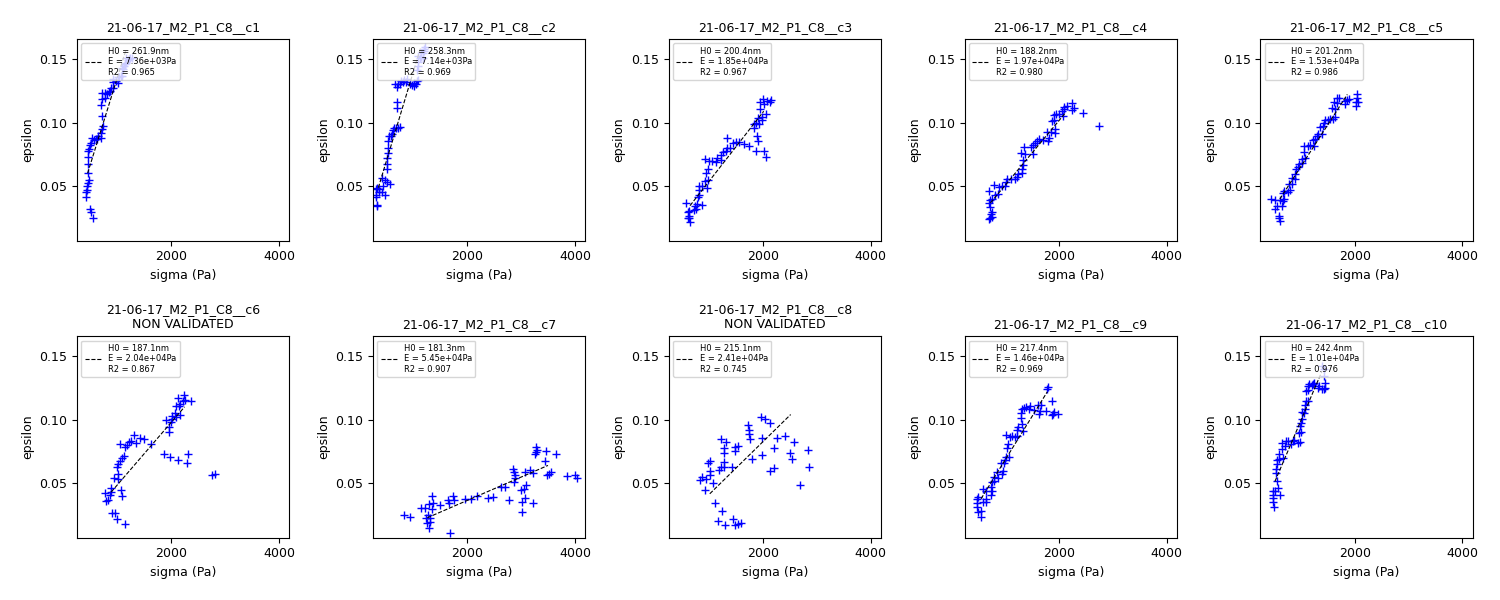 21-06-17_M2_P1_C8__c1
H0 = 261.9nm
E = 7.36e+03Pa
R2 = 0.965
0.15
0.10
0.05
epsilon
2000
4000
sigma (Pa)
21-06-17_M2_P1_C8__c2
H0 = 258.3nm
E = 7.14e+03Pa
R2 = 0.969
0.15
0.10
0.05
epsilon
2000
4000
sigma (Pa)
21-06-17_M2_P1_C8__c3
H0 = 200.4nm
E = 1.85e+04Pa
R2 = 0.967
0.15
0.10
0.05
epsilon
2000
4000
sigma (Pa)
21-06-17_M2_P1_C8__c4
H0 = 188.2nm
E = 1.97e+04Pa
R2 = 0.980
0.15
0.10
0.05
epsilon
2000
4000
sigma (Pa)
21-06-17_M2_P1_C8__c5
H0 = 201.2nm
E = 1.53e+04Pa
R2 = 0.986
0.15
0.10
0.05
epsilon
2000
4000
sigma (Pa)
21-06-17_M2_P1_C8__c6
NON VALIDATED
H0 = 187.1nm
E = 2.04e+04Pa
R2 = 0.867
0.15
0.10
0.05
epsilon
2000
4000
sigma (Pa)
21-06-17_M2_P1_C8__c7
H0 = 181.3nm
E = 5.45e+04Pa
R2 = 0.907
0.15
0.10
0.05
epsilon
2000
4000
sigma (Pa)
21-06-17_M2_P1_C8__c8
NON VALIDATED
H0 = 215.1nm
E = 2.41e+04Pa
R2 = 0.745
0.15
0.10
0.05
epsilon
2000
4000
sigma (Pa)
21-06-17_M2_P1_C8__c9
H0 = 217.4nm
E = 1.46e+04Pa
R2 = 0.969
0.15
0.10
0.05
epsilon
2000
4000
sigma (Pa)
21-06-17_M2_P1_C8__c10
H0 = 242.4nm
E = 1.01e+04Pa
R2 = 0.976
0.15
0.10
0.05
epsilon
2000
4000
sigma (Pa)